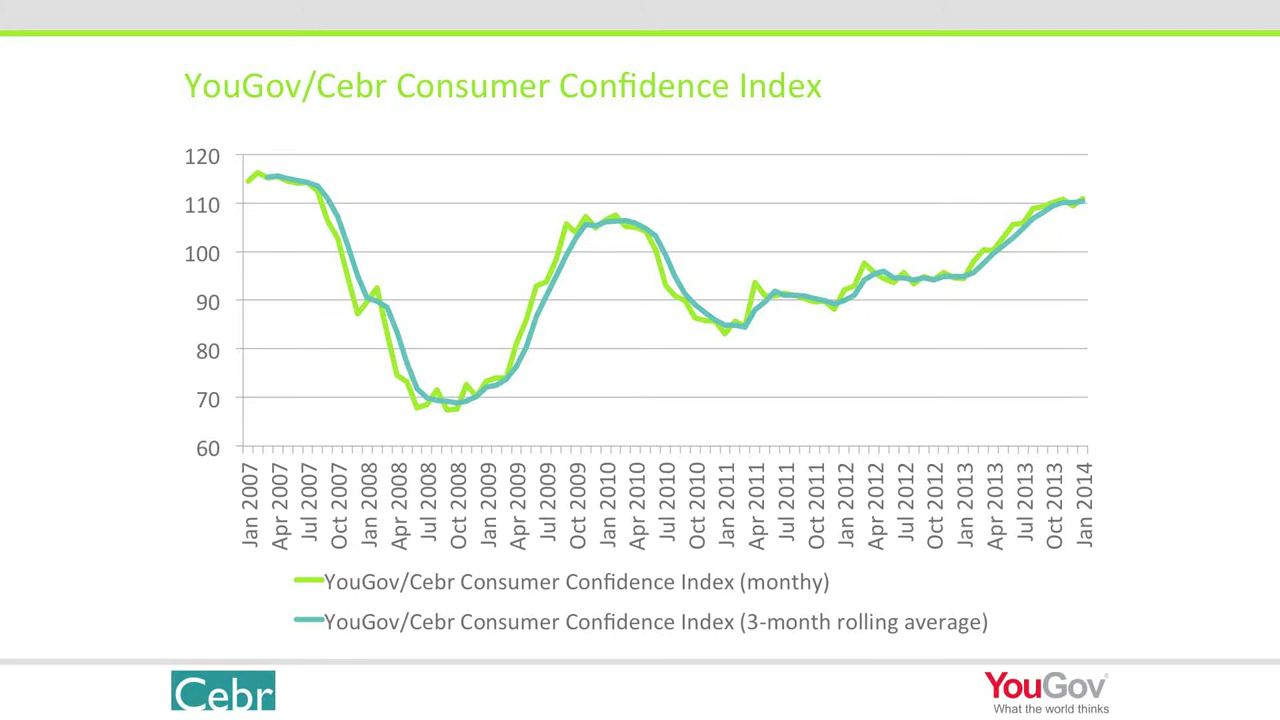 YouGov/Cebr Consumer Confidence Index
120
110
100
90
80
70
60
Jan 2007
Apr 2007
Jul 2007
Oct 2007
Jan 2008
Apr 2008
Jul 2008
Oct 2008
Jan 2009
Apr 2009
Jul 2009
Oct 2009
Jan 2010
Apr 2010
Jul 2010
Oct 2010
Jan 2011
Apr 2011
Jul 2011
Oct 2011
Jan 2012
Apr 2012
Jul 2012
Oct 2012
Jan 2013
Apr 2013
Jul 2013
Oct 2013
Jan 2014
YouGov/Cebr Consumer Confidence Index (monthy)
YouGov/Cebr Consumer Confidence Index (3-month rolling average)
Cebr
YouGov®
What the world thinks